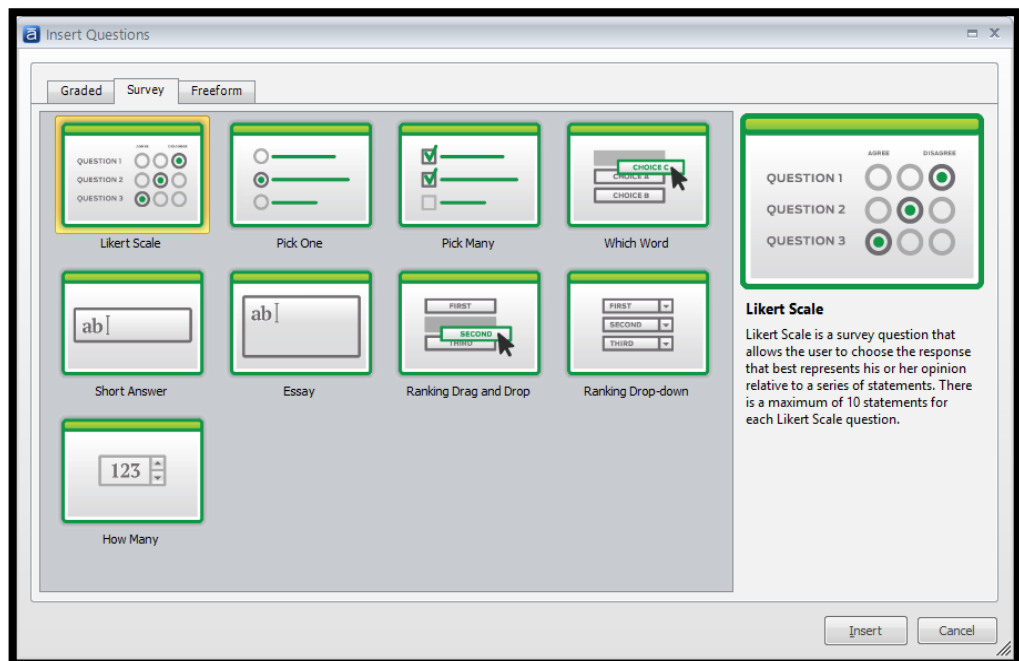 a Insert Questions
Graded Survey Freeform
AGREE DISAGREE
QUESTION 1
QUESTION 2
QUESTION 3
CHOICE C
CHOICE A
CHOICE B
Likert Scale Pick One Pick Many Which Word
ab
ab
FIRST
SECOND
THIRD
FIRST
SECOND
THIRD
Short Answer Essay Ranking Drag and Drop Ranking Drop-down
123
How Many
AGREE DISAGREE
QUESTION 1
QUESTION 2
QUESTION 3
Likert Scale
Likert Scale is a survey question that
allows the user to choose the response
that best represents his or her opinion
relative to a series of statements. There
is a maximum of 10 statements for
each Likert Scale question.
Insert Cancel